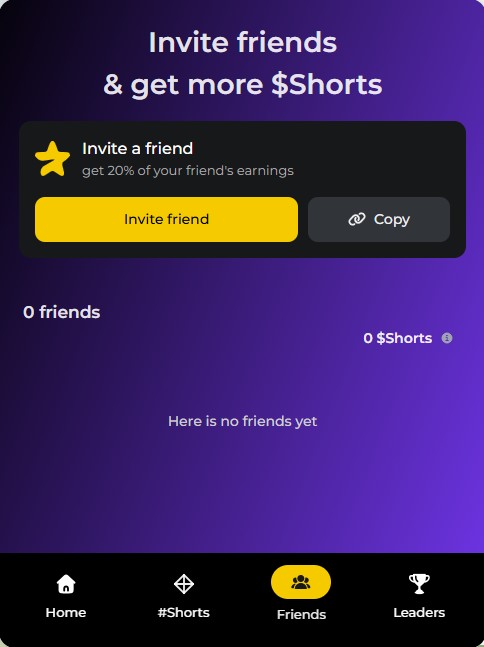 Invite friends
& get more $Shorts
Invite a friend
get 20% of your friend's earnings
Invite friend
Copy
0 friends
0 $Shorts
Here is no friends yet
Home
#Shorts
Friends
Leaders